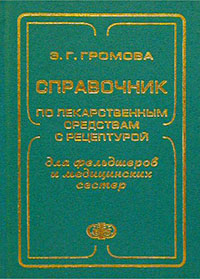 Э. Г. ГРОМОВА
СПРАВОЧНИК
ПО ЛЕКАРСТВЕННЫМ
СРЕДСТВАМ
С РЕЦЕПТУРОЙ
для фельдшеров
и медицинских
сестер